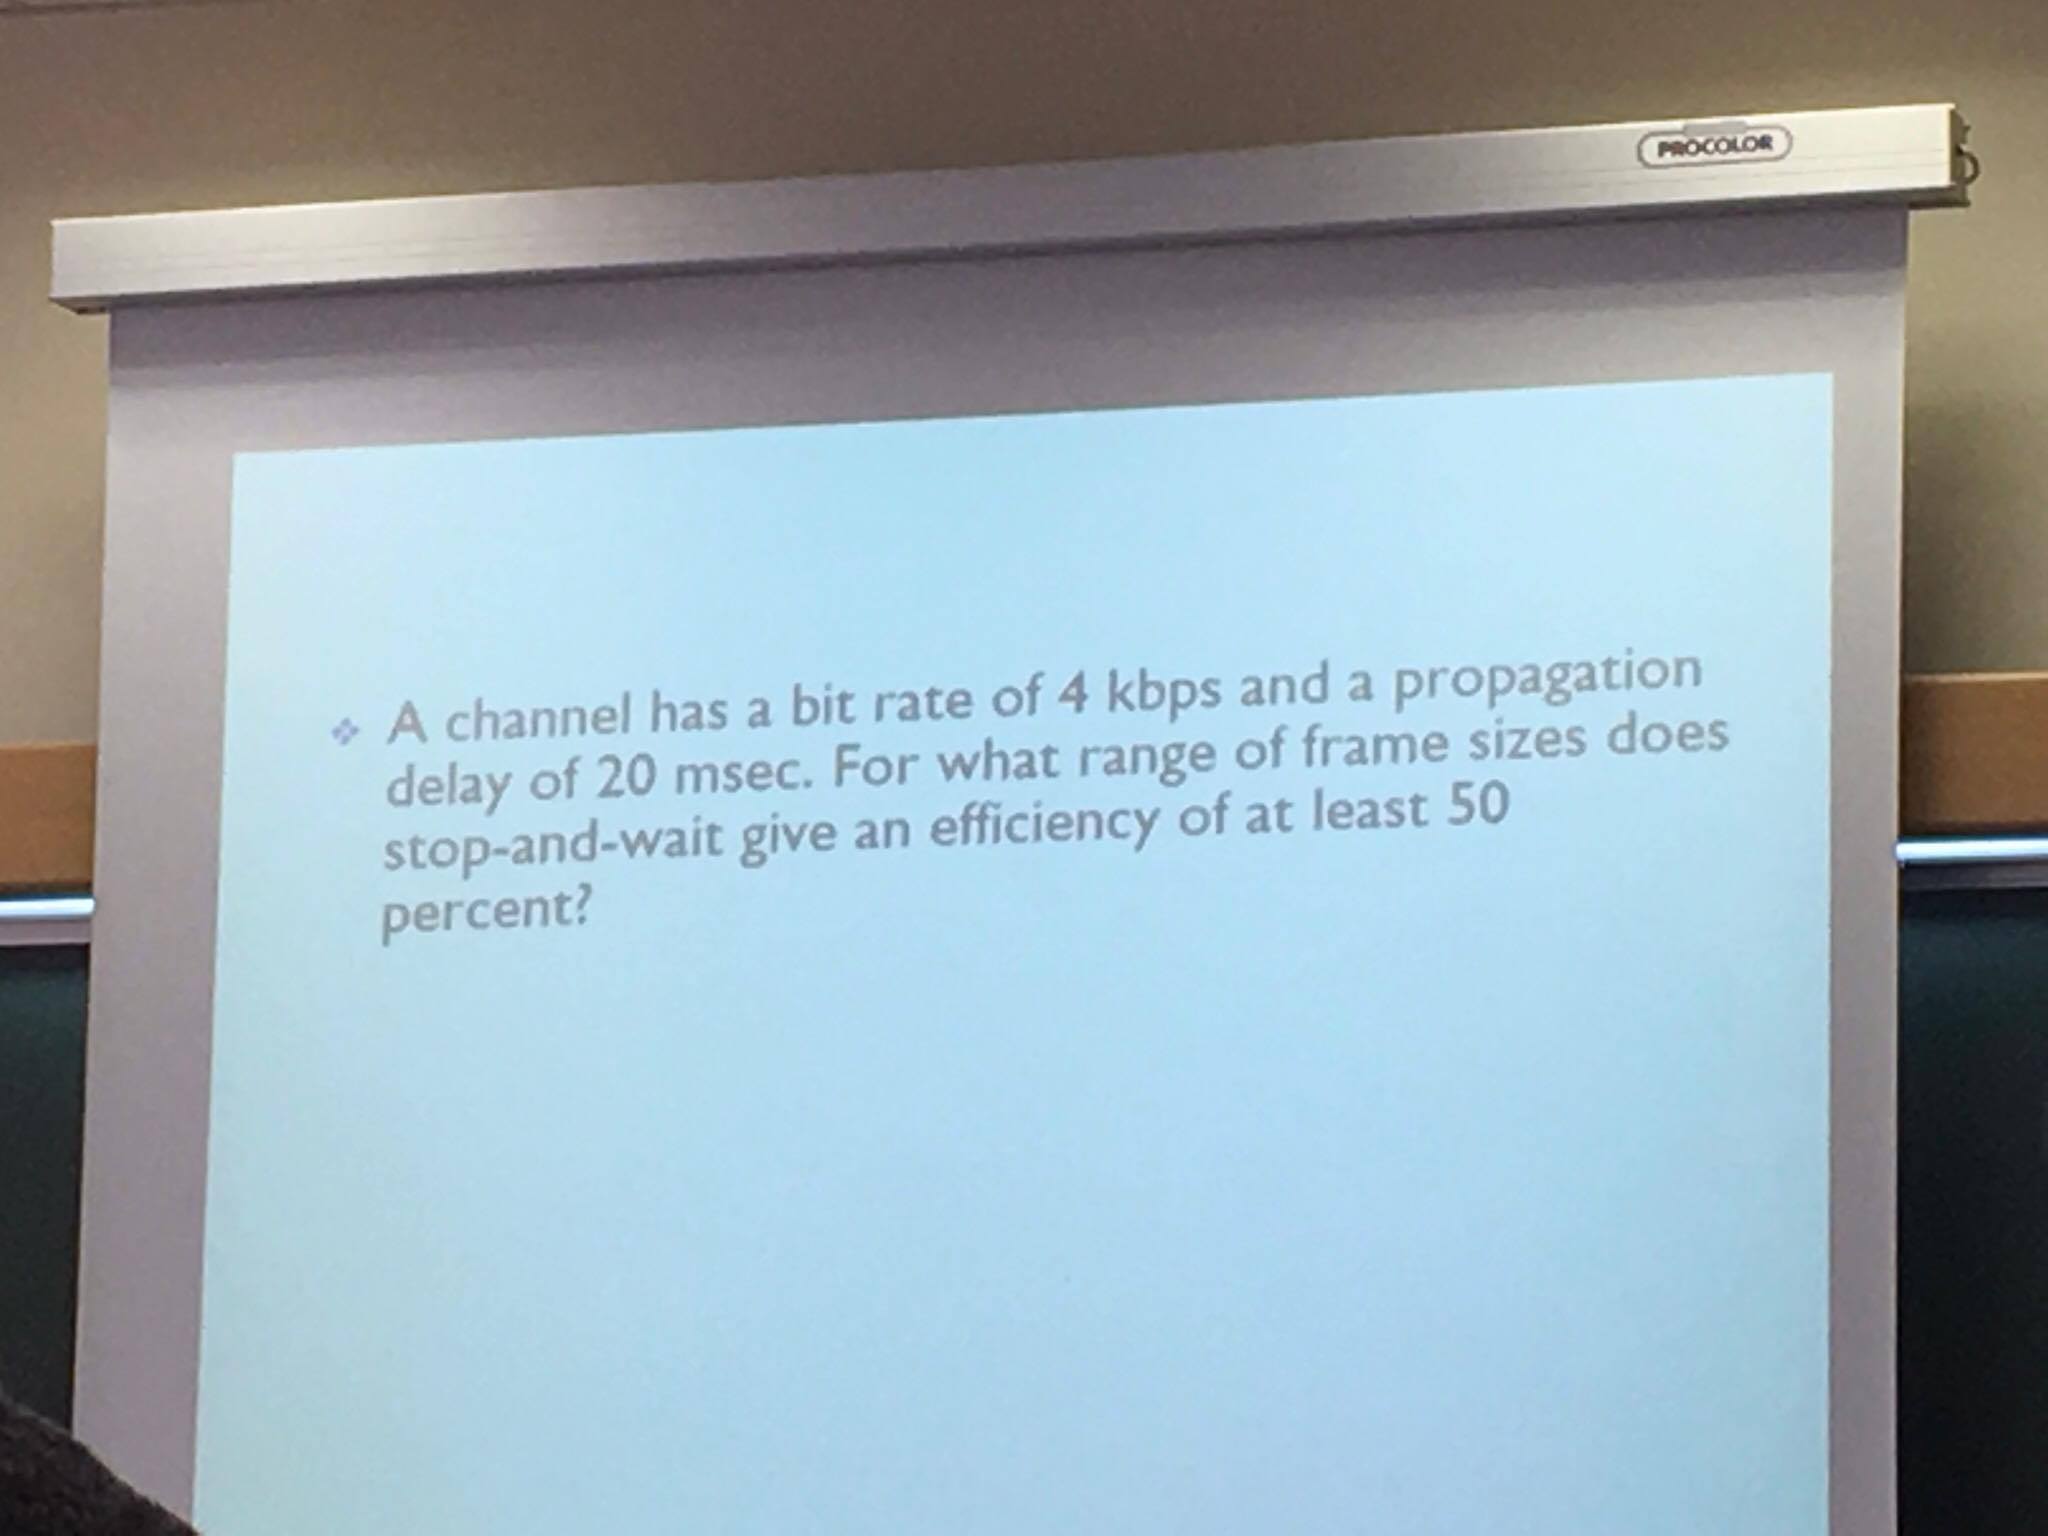 PROCOLOR
A channel has a bit rate of 4 kbps and a propagation
delay of 20 msec. For what range of frame sizes does
stop-and-wait give an efficiency of at least 50
percent?